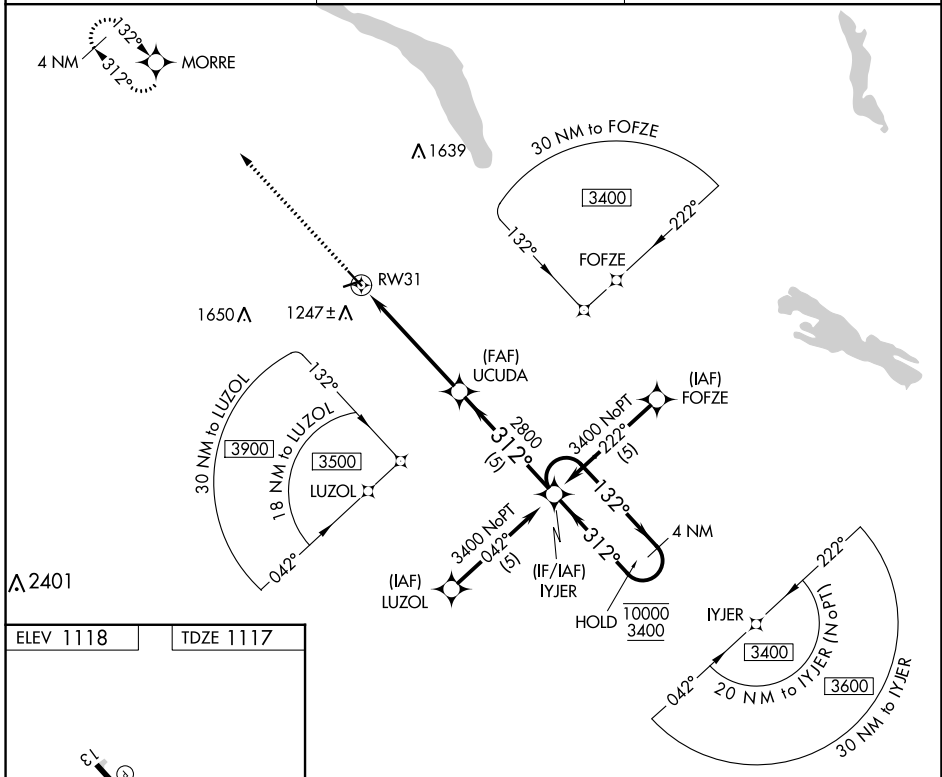 132°
4 NM
312°
MORRE
1639
30 NM to FOFZE
3400
132°
222°
FOFZE
RW31
1650
1247±
(FAF)
UCUDA
(IAF)
FOFZE
30 NM to LUZOL
3900
18 NM to LUZOL
3500
132°
LUZOL
042°
2800
312°
(5)
3400 NoPT
222°
(5)
132°
312°
4 NM
3400 NoPT
042°
(5)
(IF/IAF)
IYJER
(IAF)
LUZOL
HOLD
10000
3400
2401
222°
IYJER
042°
3400
20 NM to IYJER (NoPT)
3600
30 NM to IYJER
ELEV 1118
TDZE 1117
13